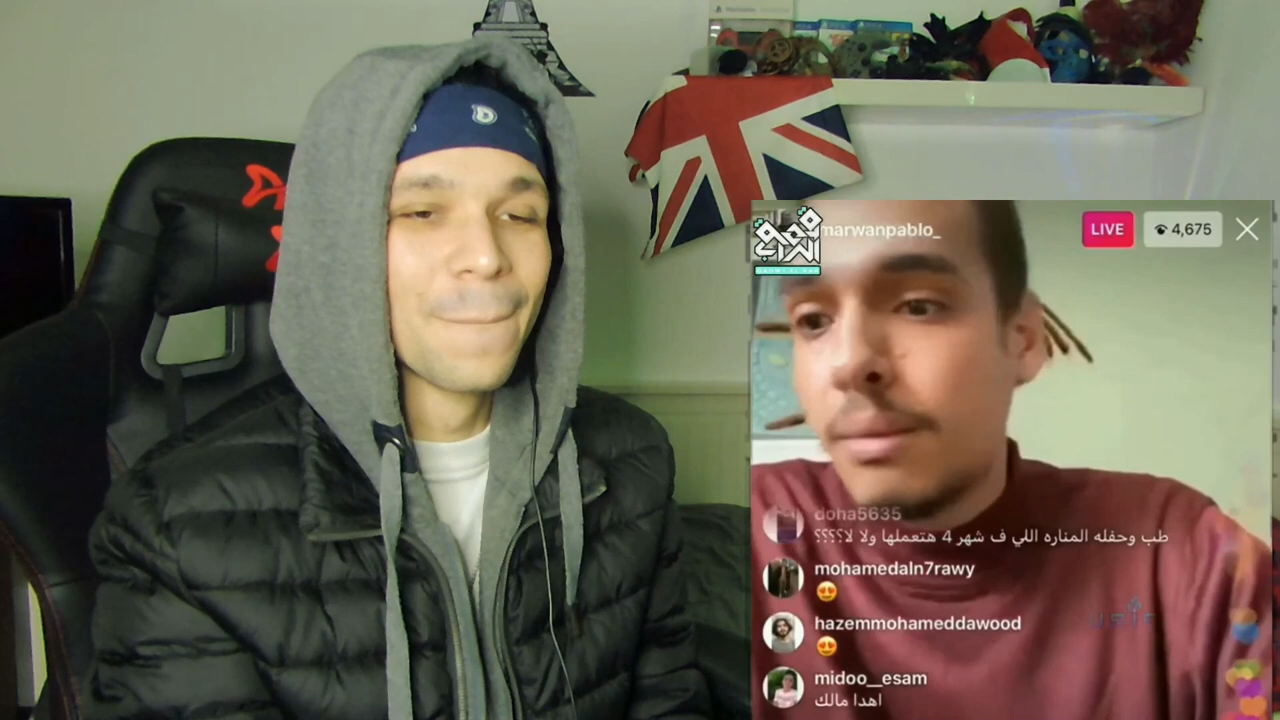 marwanpablo_
LIVE
4,675
doha5635
طب وحفله المناره اللي ف شهر 4 هتعملها ولا لا؟؟؟؟
mohamedaln7rawy
😍
hazemmohameddawood
😍
midoo__esam
اهدا مالك